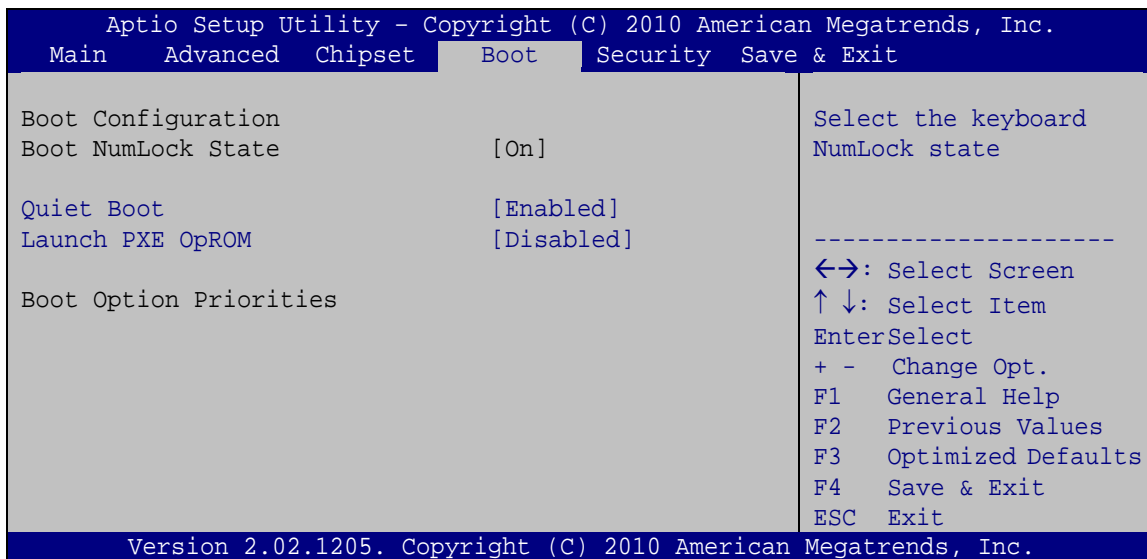 Aptio Setup Utility – Copyright (C) 2010 American Megatrends, Inc.
Main Advanced Chipset Boot Security Save & Exit
Boot Configuration
Boot NumLock State [On]
Quiet Boot [Enabled]
Launch PXE OpROM [Disabled]
Boot Option Priorities
Select the keyboard
NumLock state
---------------------
←→: Select Screen
↑ ↓: Select Item
EnterSelect
+ - Change Opt.
F1 General Help
F2 Previous Values
F3 Optimized Defaults
F4 Save & Exit
ESC Exit
Version 2.02.1205. Copyright (C) 2010 American Megatrends, Inc.